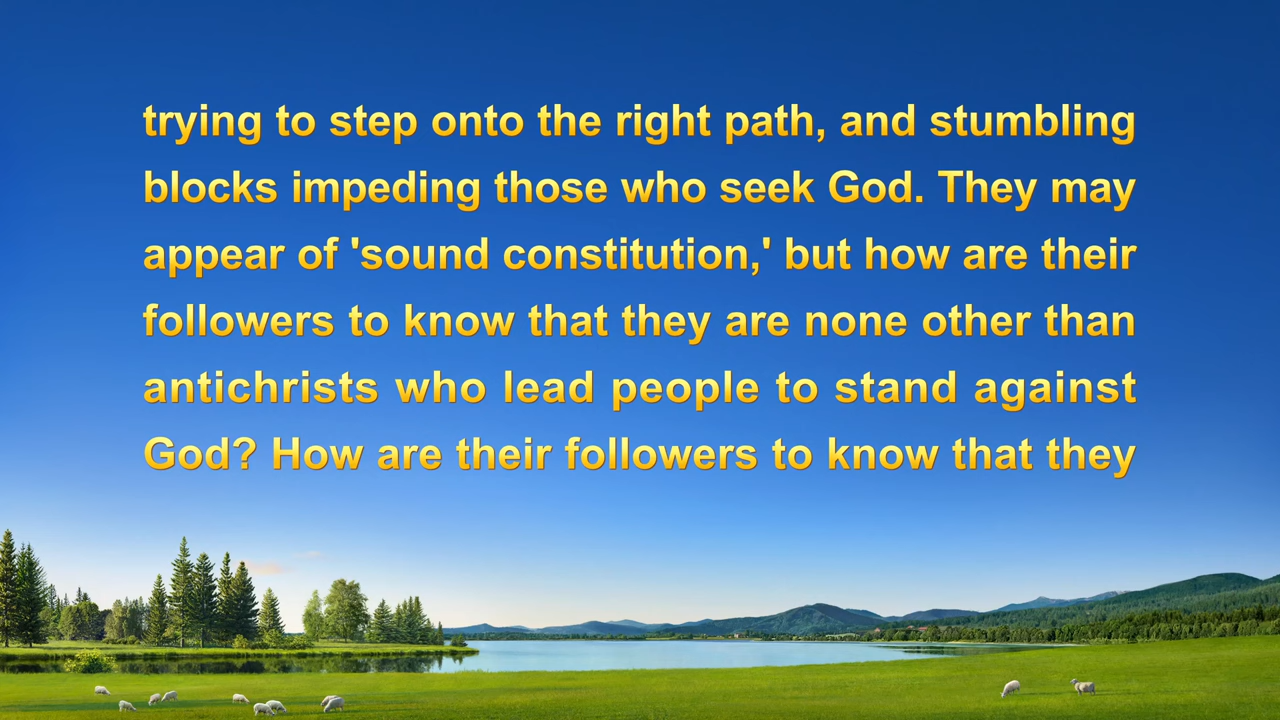 trying to step onto the right path, and stumbling
blocks impeding those who seek God. They may
appear of 'sound constitution,' but how are their
followers to know that they are none other than
antichrists who lead people to stand against
God? How are their followers to know that they